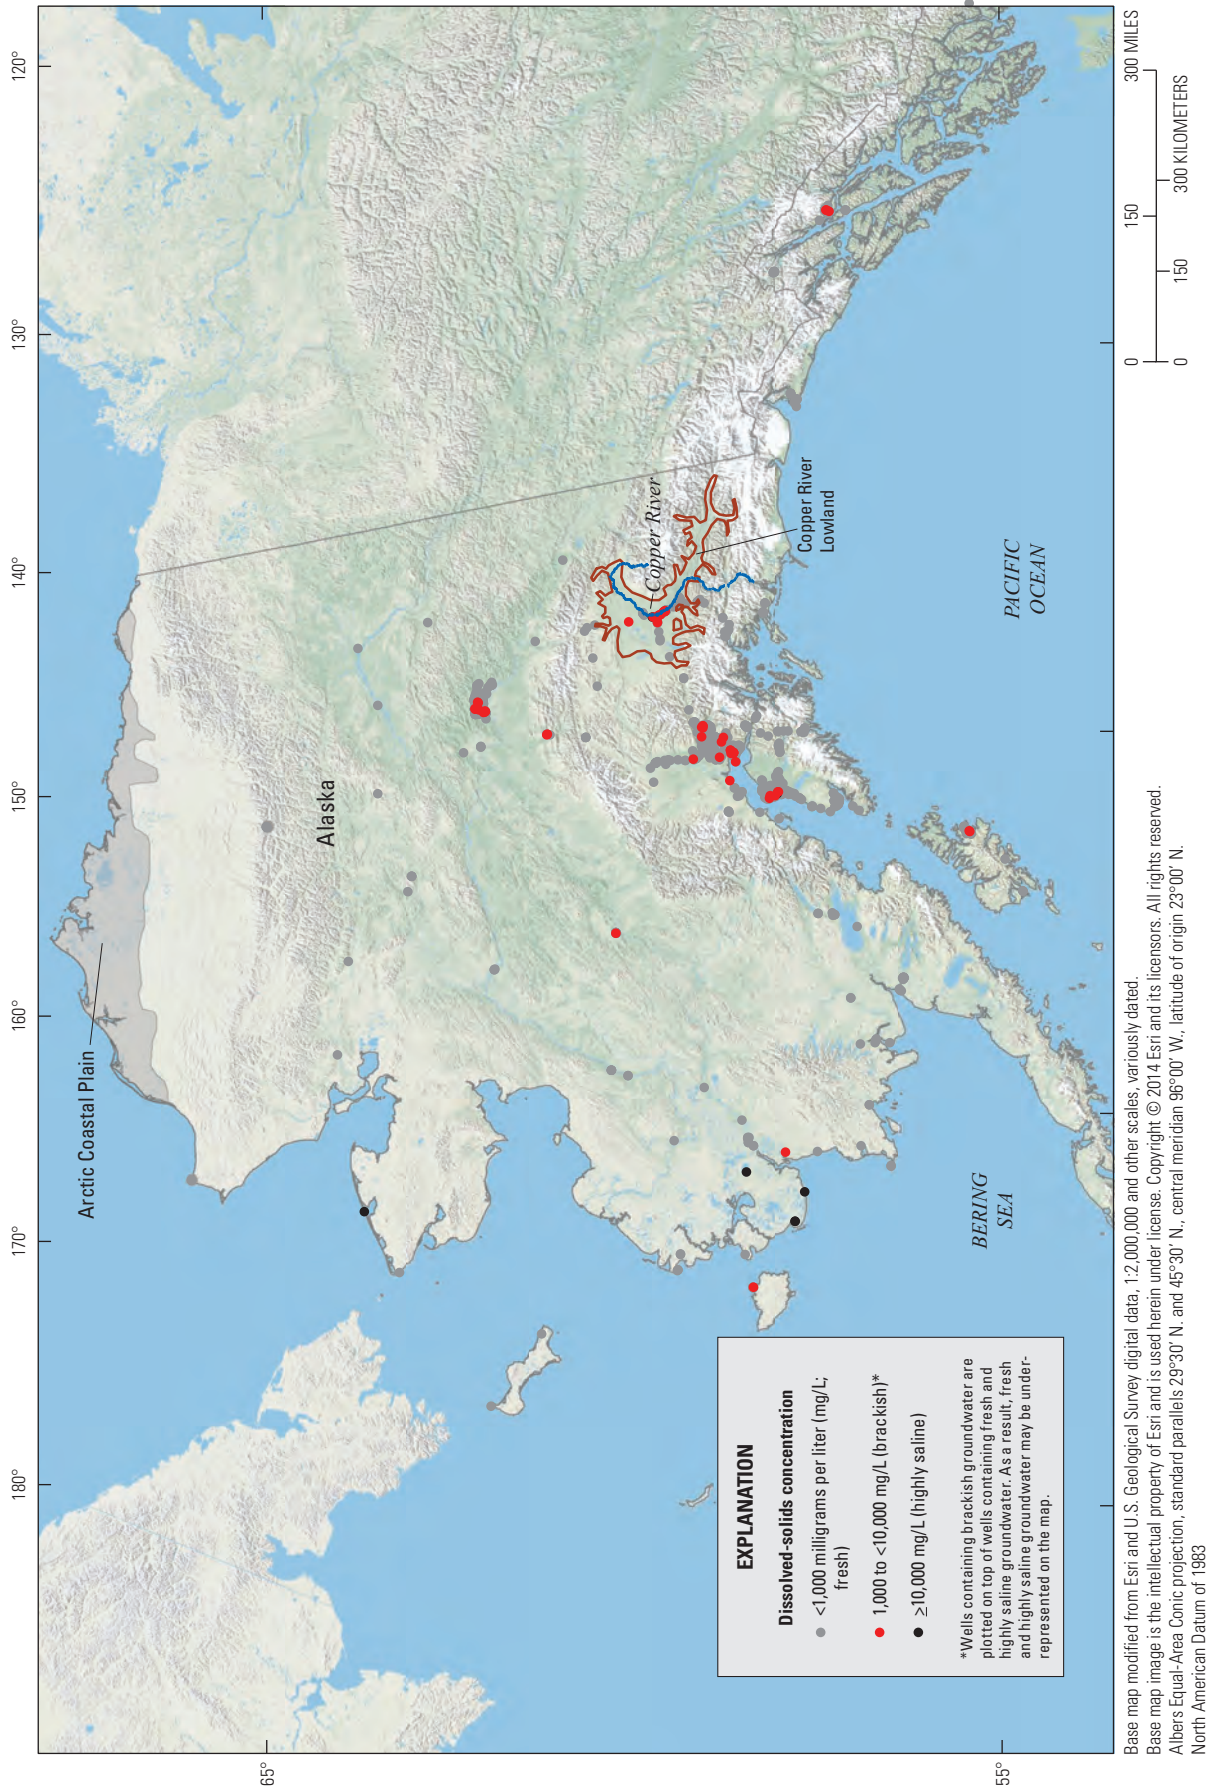 180°
170°
160°
150°
140°
130°
120°
65°
55°
Arctic Coastal Plain
Alaska
Copper River
Copper River
Lowland
PACIFIC
OCEAN
BERING
SEA
EXPLANATION
Dissolved-solids concentration
<1,000 milligrams per liter (mg/L;
fresh)
1,000 to <10,000 mg/L (brackish)*
≥10,000 mg/L (highly saline)
*Wells containing brackish groundwater are
plotted on top of wells containing fresh and
highly saline groundwater. As a result, fresh
and highly saline groundwater may be under-
represented on the map.
0 150 300 MILES
0 150 300 KILOMETERS
Base map modified from Esri and U.S. Geological Survey digital data, 1:2,000,000 and other scales, variously dated.
Base map image is the intellectual property of Esri and is used herein under license. Copyright © 2014 Esri and its licensors. All rights reserved.
Albers Equal-Area Conic projection, standard parallels 29°30' N. and 45°30' N., central meridian 96°00' W., latitude of origin 23°00' N.
North American Datum of 1983